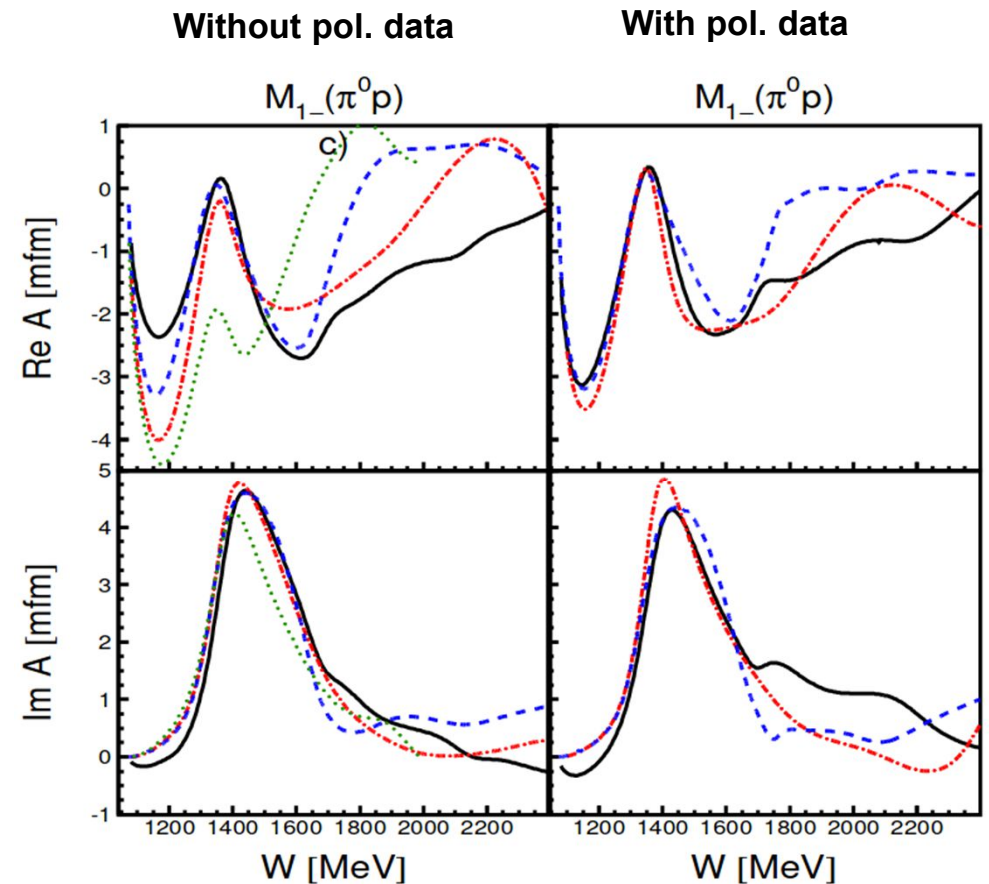 Without pol. data
With pol. data
M₁₋(π⁰p)
M₁₋(π⁰p)
c)
Re A [mfm]
1
0
-1
-2
-3
-4
5
Im A [mfm]
4
3
2
1
0
-1
1200 1400 1600 1800 2000 2200
1200 1400 1600 1800 2000 2200
W [MeV]
W [MeV]